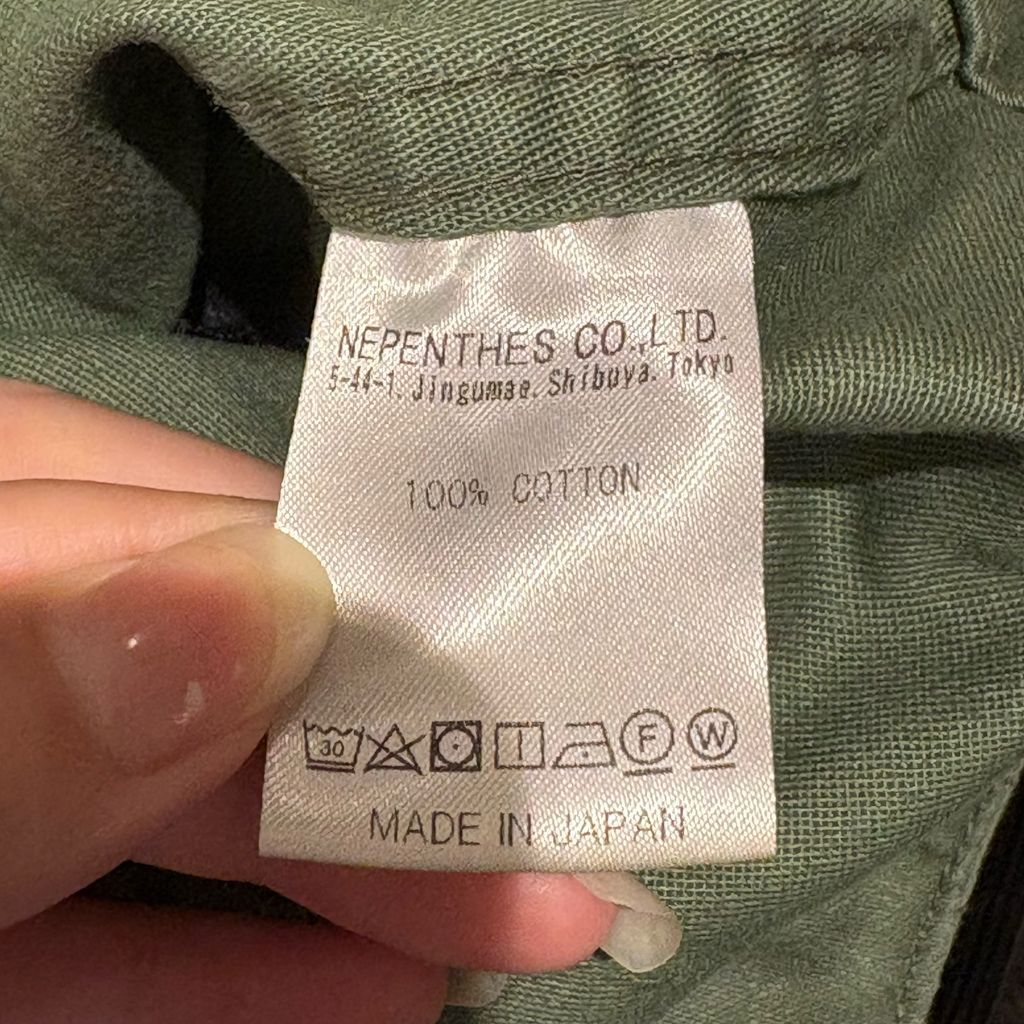 NEPENTHES CO.,LTD.
5-44-1. Jingumae. Shibuya. Tokyo
100% COTTON
30 F W
MADE IN JAPAN